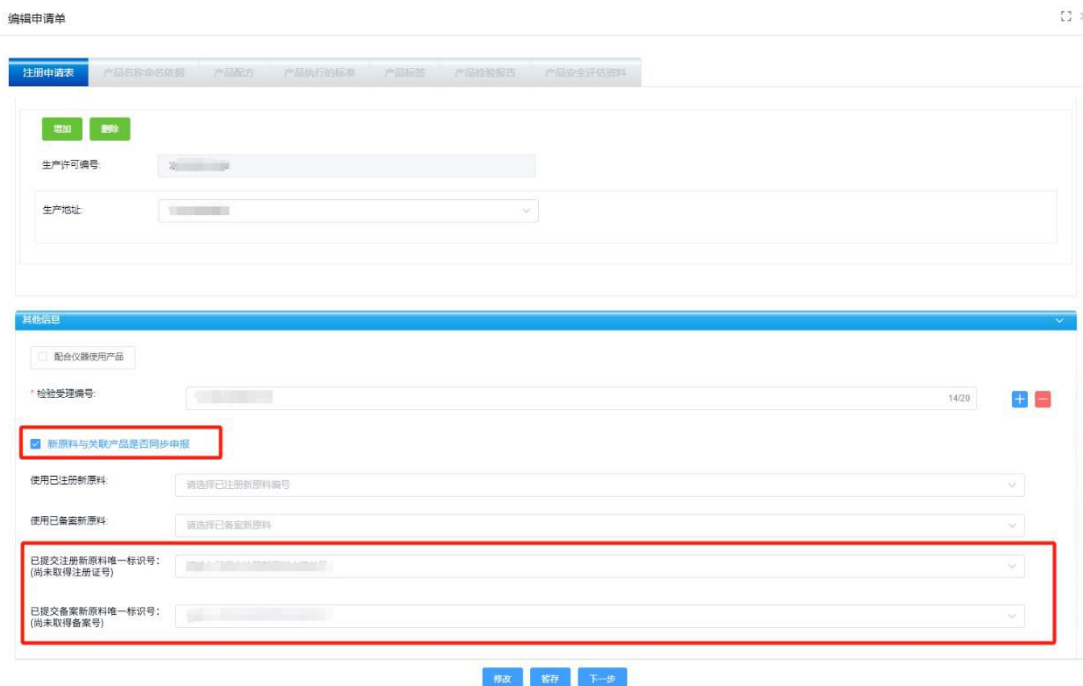 编辑申请单
注册申请表 产品名称命名依据 产品配方 产品执行的标准 产品标签 产品检验报告 产品安全评估资料
增加 删除
生产许可编号:
生产地址:
其他信息
配合仪器使用产品
* 检验受理编号: 14/20
新原料与关联产品是否同步申报
使用已注册新原料: 请选择已注册新原料编号
使用已备案新原料: 请选择已备案新原料
已提交注册新原料唯一标识号:
(尚未取得注册证号)
已提交备案新原料唯一标识号:
(尚未取得备案号)
修改 暂存 下一步